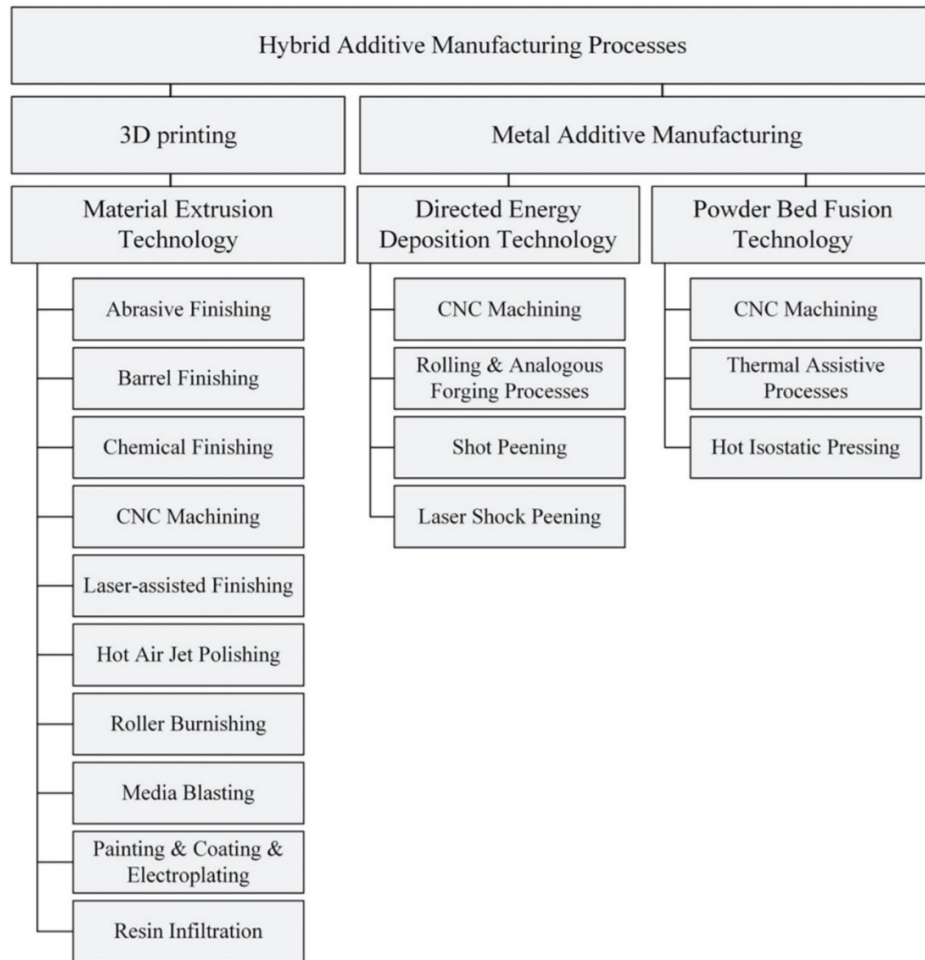 Hybrid Additive Manufacturing Processes
3D printing
Metal Additive Manufacturing
Material Extrusion
Technology
Directed Energy
Deposition Technology
Powder Bed Fusion
Technology
Abrasive Finishing
Barrel Finishing
Chemical Finishing
CNC Machining
Laser-assisted Finishing
Hot Air Jet Polishing
Roller Burnishing
Media Blasting
Painting & Coating &
Electroplating
Resin Infiltration
CNC Machining
Rolling & Analogous
Forging Processes
Shot Peening
Laser Shock Peening
CNC Machining
Thermal Assistive
Processes
Hot Isostatic Pressing